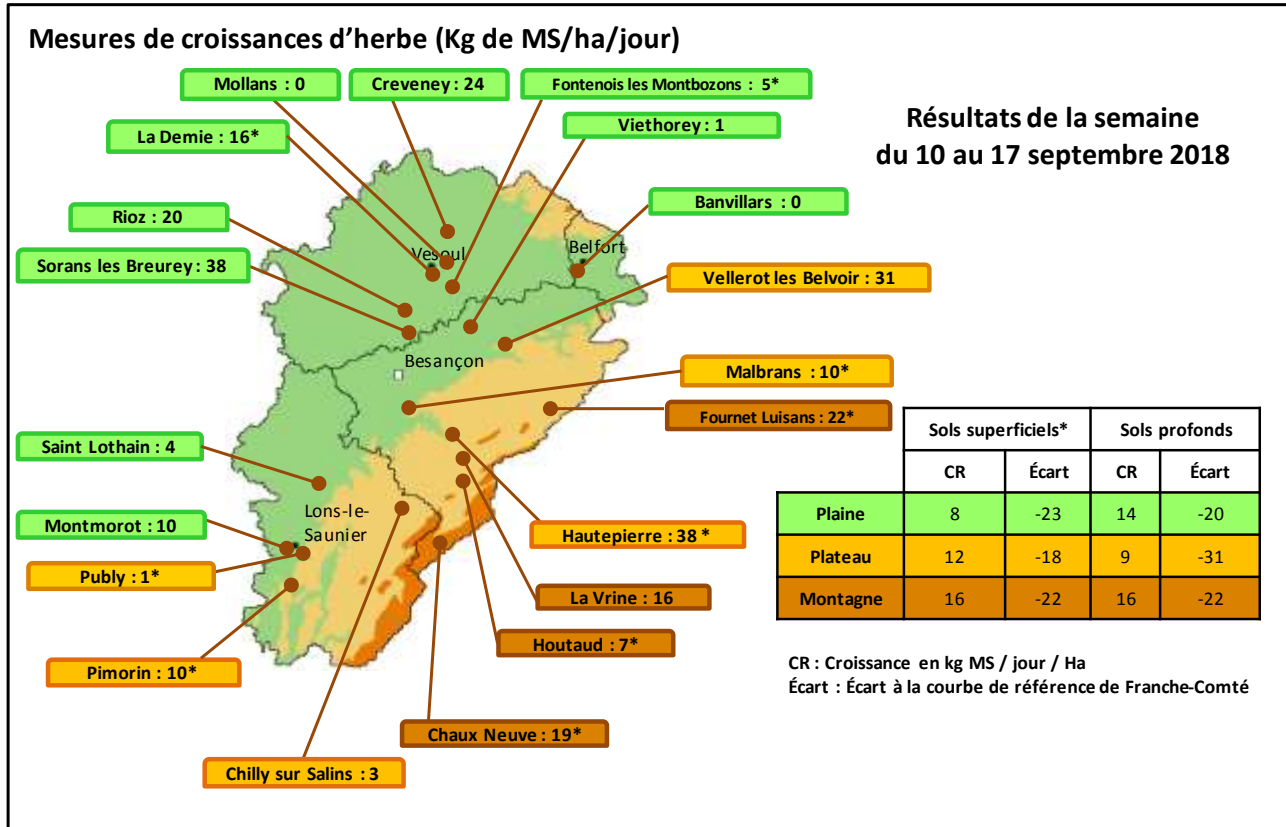 Mesures de croissances d'herbe (Kg de MS/ha/jour)
Mollans : 0
Creveney : 24
Fontenois les Montbozons : 5*
La Demie : 16*
Viethorey : 1
Résultats de la semaine
du 10 au 17 septembre 2018
Rioz : 20
Banvillars : 0
Vesoul
Belfort
Sorans les Breurey : 38
Vellerot les Belvoir : 31
Besançon
Malbrans : 10*
Fournet Luisans : 22*
Saint Lothain : 4
Lons-le-
Saunier
Montmorot : 10
Hautepierre : 38 *
Publy : 1*
La Vrine : 16
Houtaud : 7*
Pimorin : 10*
Chaux Neuve : 19*
Chilly sur Salins : 3
Sols superficiels* Sols profonds
CR Écart CR Écart
Plaine 8 -23 14 -20
Plateau 12 -18 9 -31
Montagne 16 -22 16 -22
CR : Croissance en kg MS / jour / Ha
Écart : Écart à la courbe de référence de Franche-Comté